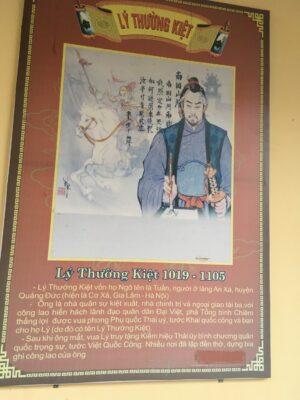 LÝ THƯỜNG KIỆT
南國山河
Lý Thường Kiệt 1019 - 1105
- Lý Thường Kiệt vốn họ Ngô tên là Tuấn, người ở làng An Xá, huyện
Quảng Đức (hiện là Cơ Xá, Gia Lâm - Hà Nội)
- Ông là nhà quân sự kiệt xuất, nhà chính trị và ngoại giao tài ba, với
công lao hiển hách lãnh đạo quân dân Đại Việt, phá Tống bình Chiêm
thắng lợi được vua phong Phụ quốc Thái uý, tước Khai quốc công và ban
cho họ Lý (do đó có tên Lý Thường Kiệt).
- Sau khi ông mất, vua Lý truy tặng Kiểm hiệu Thái úy bình chương quân
quốc trọng sự, tước Việt Quốc Công. Nhiều nơi đã lập đền thờ, dựng bia
ghi công lao của ông